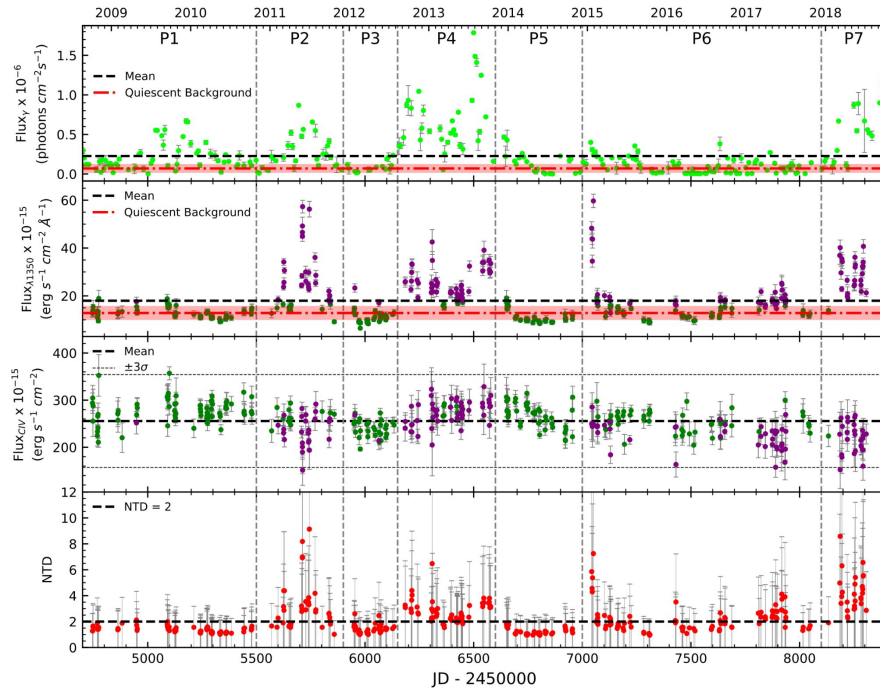 2009 2010 2011 2012 2013 2014 2015 2016 2017 2018
P1 P2 P3 P4 P5 P6 P7
Flux_γ x 10^-6
(photons cm^-2 s^-1)
1.5
1.0
0.5
0.0
Mean
Quiescent Background
Flux_λ1350 x 10^-15
(erg s^-1 cm^-2 Å^-1)
60
40
20
0
Mean
Quiescent Background
Flux_CIV x 10^-15
(erg s^-1 cm^-2)
400
300
200
Mean
±3σ
NTD
12
10
8
6
4
2
0
NTD = 2
5000 5500 6000 6500 7000 7500 8000
JD - 2450000